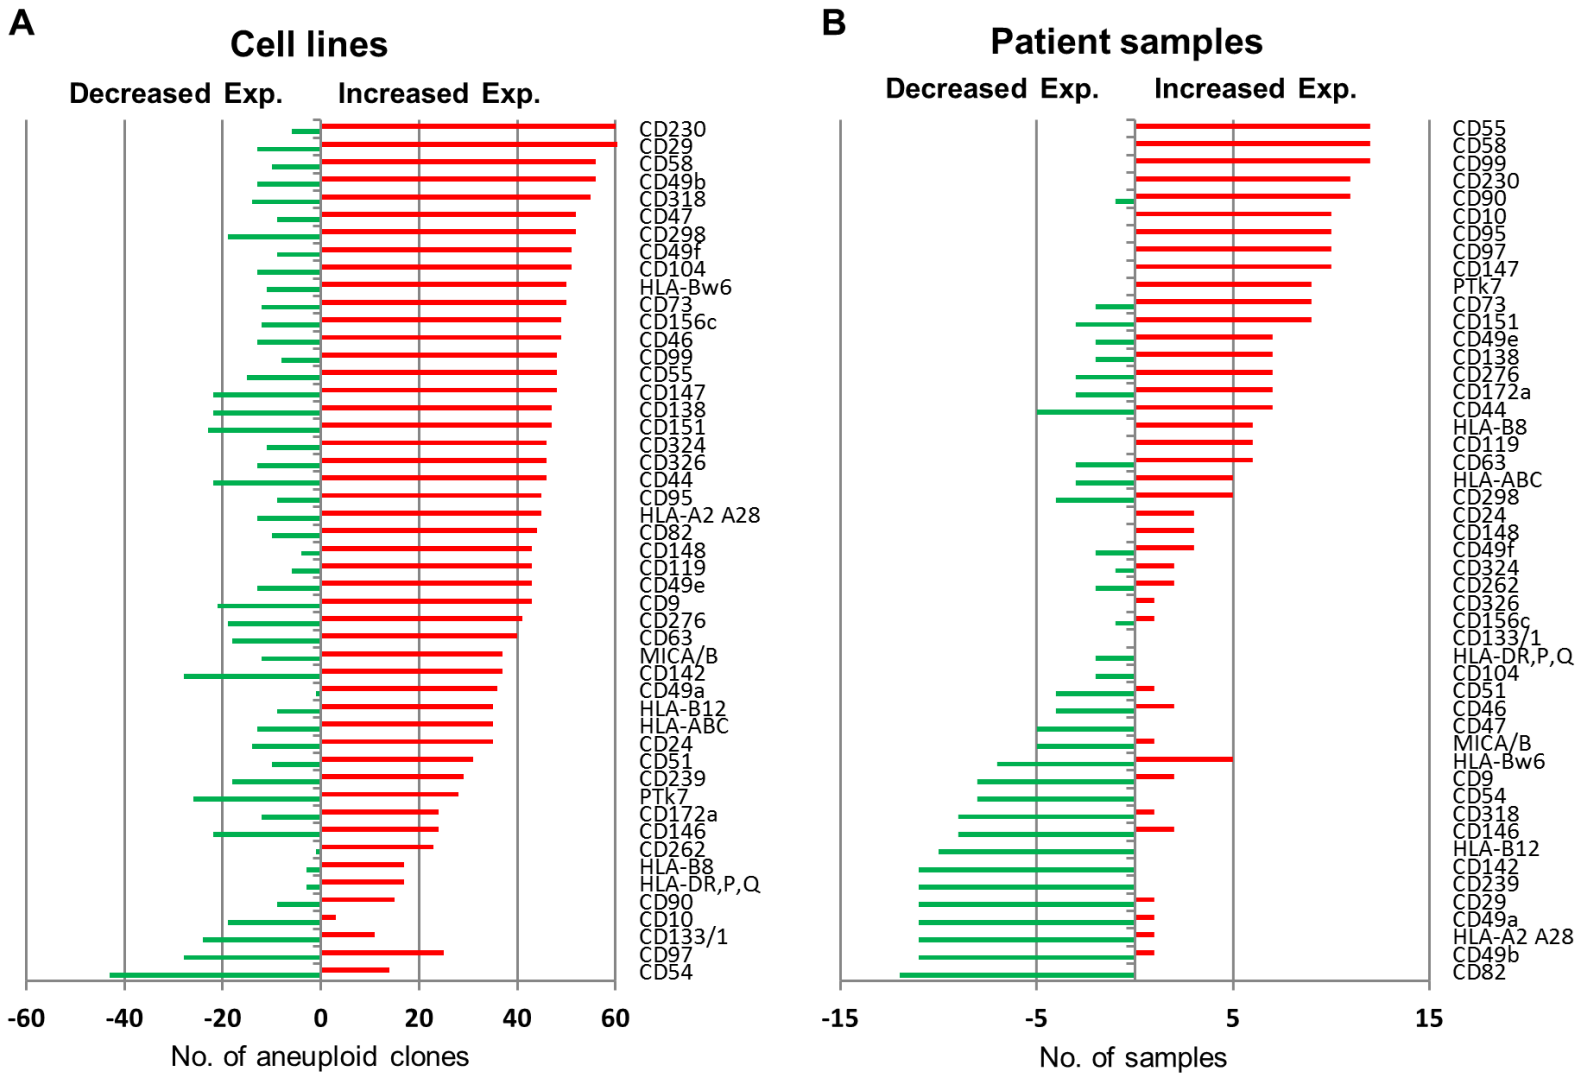 A
Cell lines
Decreased Exp.
Increased Exp.
CD230
CD29
CD58
CD49b
CD318
CD47
CD298
CD49f
CD104
HLA-Bw6
CD73
CD156c
CD46
CD99
CD55
CD147
CD138
CD151
CD324
CD326
CD44
CD95
HLA-A2 A28
CD82
CD148
CD119
CD49e
CD9
CD276
CD63
MICA/B
CD142
CD49a
HLA-B12
HLA-ABC
CD24
CD51
CD239
PTk7
CD172a
CD146
CD262
HLA-B8
HLA-DR,P,Q
CD90
CD10
CD133/1
CD97
CD54
-60 -40 -20 0 20 40 60
No. of aneuploid clones
B
Patient samples
Decreased Exp.
Increased Exp.
CD55
CD58
CD99
CD230
CD90
CD10
CD95
CD97
CD147
PTk7
CD73
CD151
CD49e
CD138
CD276
CD172a
CD44
HLA-B8
CD119
CD63
HLA-ABC
CD298
CD24
CD148
CD49f
CD324
CD262
CD326
CD156c
CD133/1
HLA-DR,P,Q
CD104
CD51
CD46
CD47
MICA/B
HLA-Bw6
CD9
CD54
CD318
CD146
HLA-B12
CD142
CD239
CD29
CD49a
HLA-A2 A28
CD49b
CD82
-15 -5 5 15
No. of samples